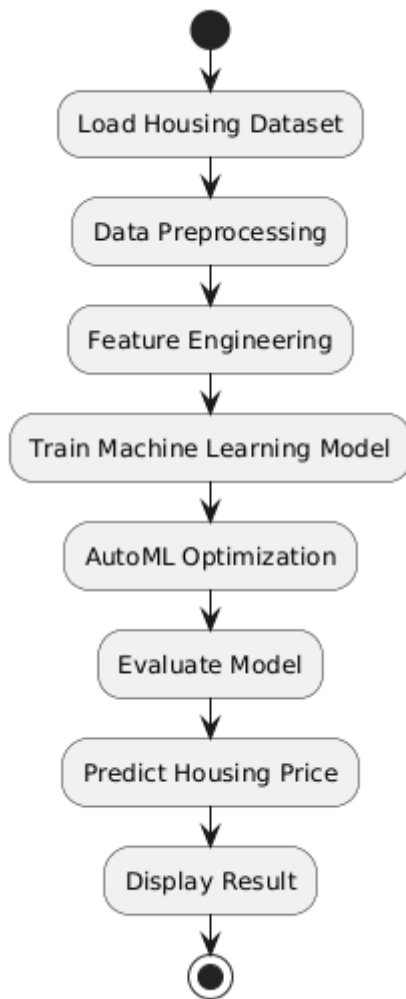 Load Housing Dataset
Data Preprocessing
Feature Engineering
Train Machine Learning Model
AutoML Optimization
Evaluate Model
Predict Housing Price
Display Result